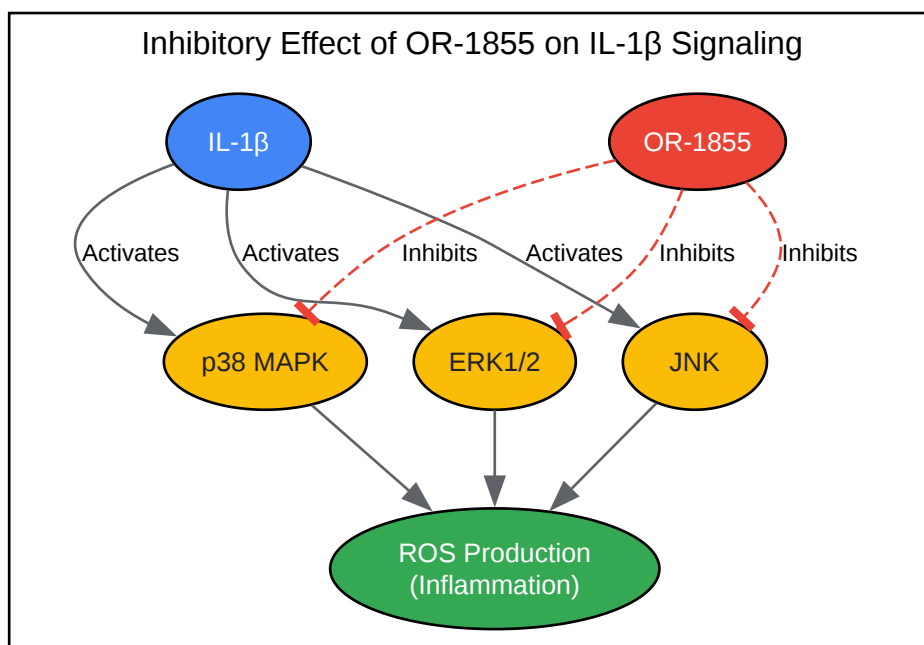 Inhibitory Effect of OR-1855 on IL-1β Signaling
IL-1β
OR-1855
Activates
Activates
Inhibits
Activates
Inhibits
Inhibits
p38 MAPK
ERK1/2
JNK
ROS Production
(Inflammation)